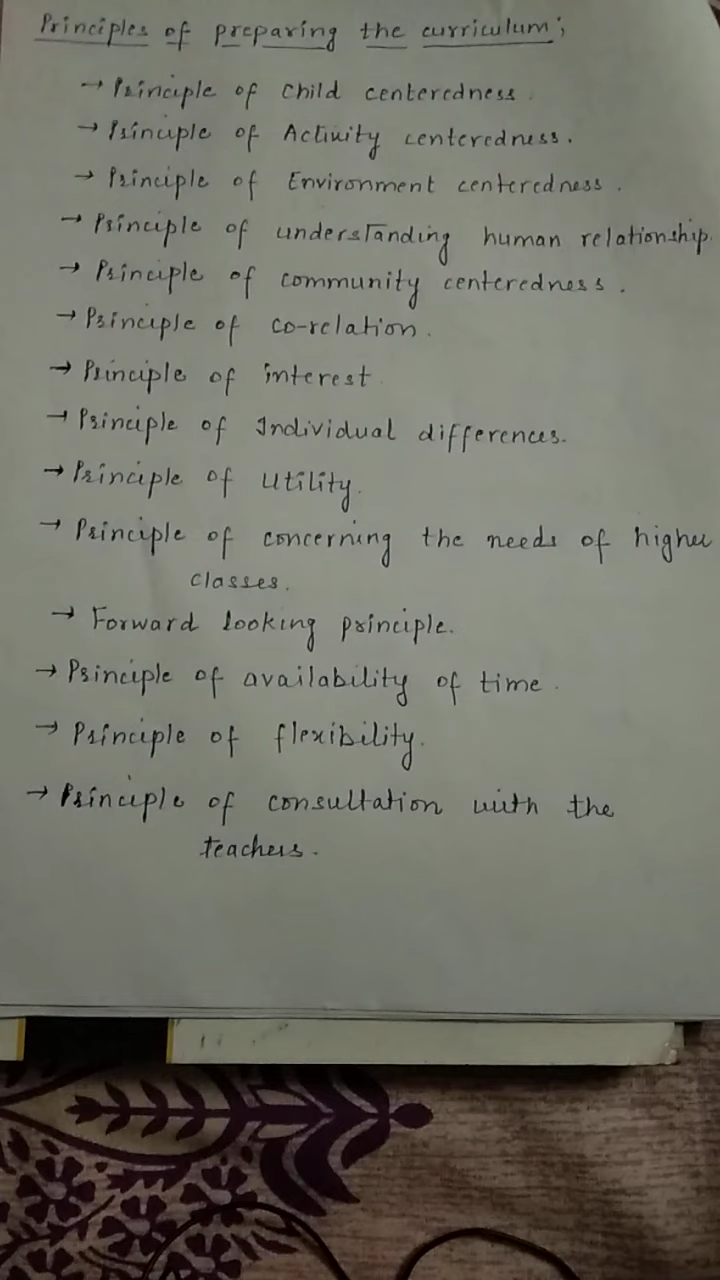 Principles of preparing the curriculum;
→ Principle of child centeredness.
→ Principle of Activity centeredness.
→ Principle of Environment centeredness.
→ Principle of understanding human relationship.
→ Principle of community centeredness.
→ Principle of co-relation.
→ Principle of interest
→ Principle of Individual differences.
→ Principle of Utility.
→ Principle of concerning the needs of higher
classes.
→ Forward looking principle.
→ Principle of availability of time.
→ Principle of flexibility.
→ Principle of consultation with the
teachers.